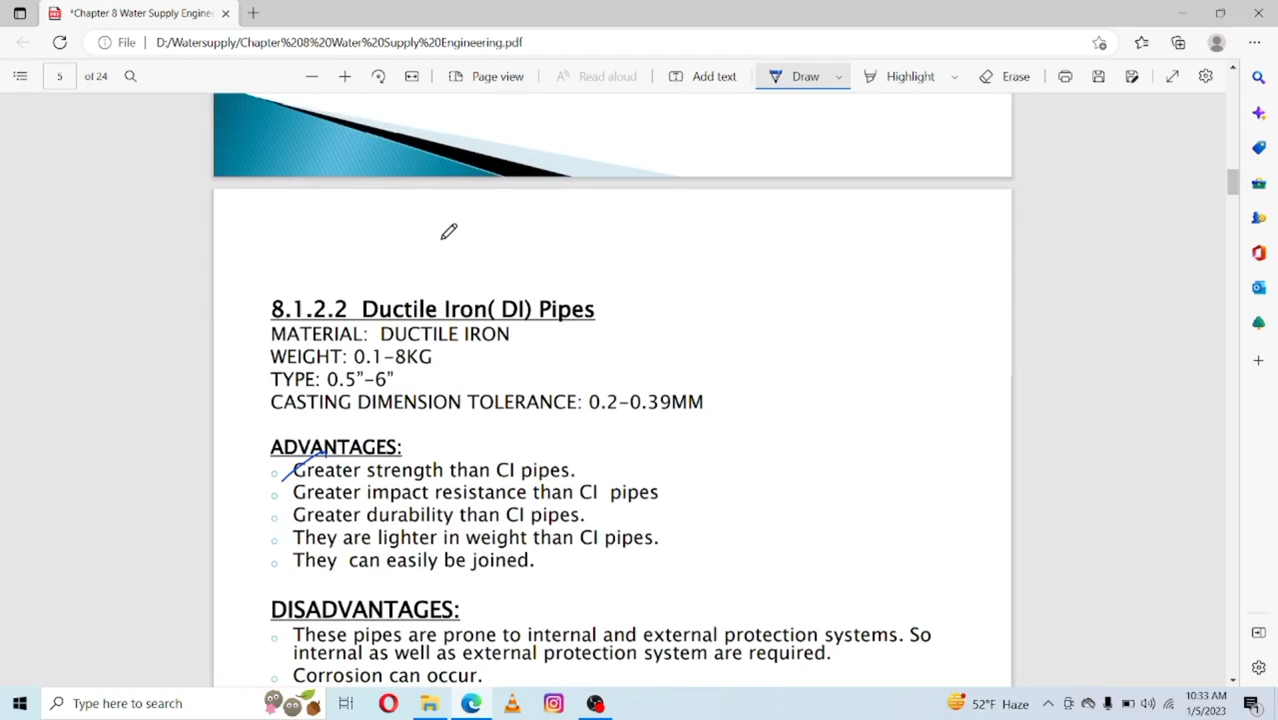 *Chapter 8 Water Supply Engine
File
D:/Watersupply/Chapter%208%20Water%20Supply%20Engineering.pdf
5 of 24
Page view
Read aloud
Add text
Draw
Highlight
Erase
8.1.2.2 Ductile Iron( DI) Pipes
MATERIAL: DUCTILE IRON
WEIGHT: 0.1-8KG
TYPE: 0.5”-6”
CASTING DIMENSION TOLERANCE: 0.2-0.39MM
ADVANTAGES:
Greater strength than CI pipes.
Greater impact resistance than CI pipes
Greater durability than CI pipes.
They are lighter in weight than CI pipes.
They can easily be joined.
DISADVANTAGES:
These pipes are prone to internal and external protection systems. So
internal as well as external protection system are required.
Corrosion can occur.
Type here to search
52°F Haze
10:33 AM
1/5/2023